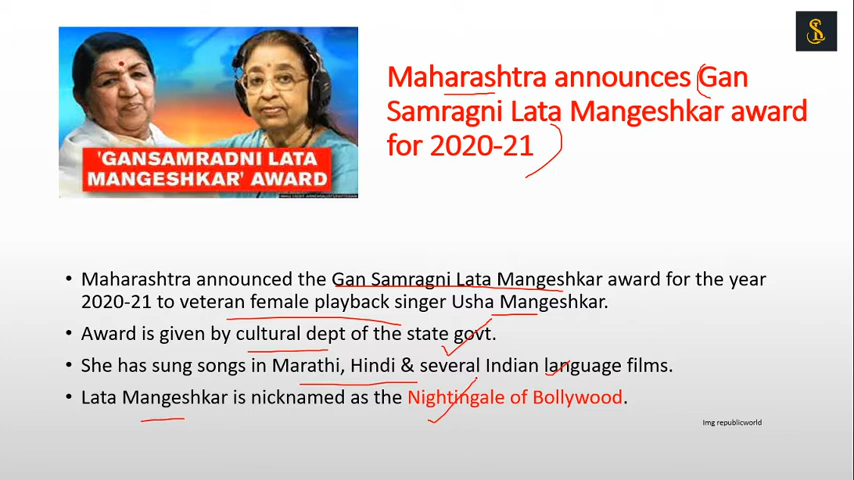 'GANSAMRADNI LATA
MANGESHKAR' AWARD
Maharashtra announces Gan
Samragni Lata Mangeshkar award
for 2020-21
• Maharashtra announced the Gan Samragni Lata Mangeshkar award for the year
2020-21 to veteran female playback singer Usha Mangeshkar.
• Award is given by cultural dept of the state govt.
• She has sung songs in Marathi, Hindi & several Indian language films.
• Lata Mangeshkar is nicknamed as the Nightingale of Bollywood.
Img republicworld